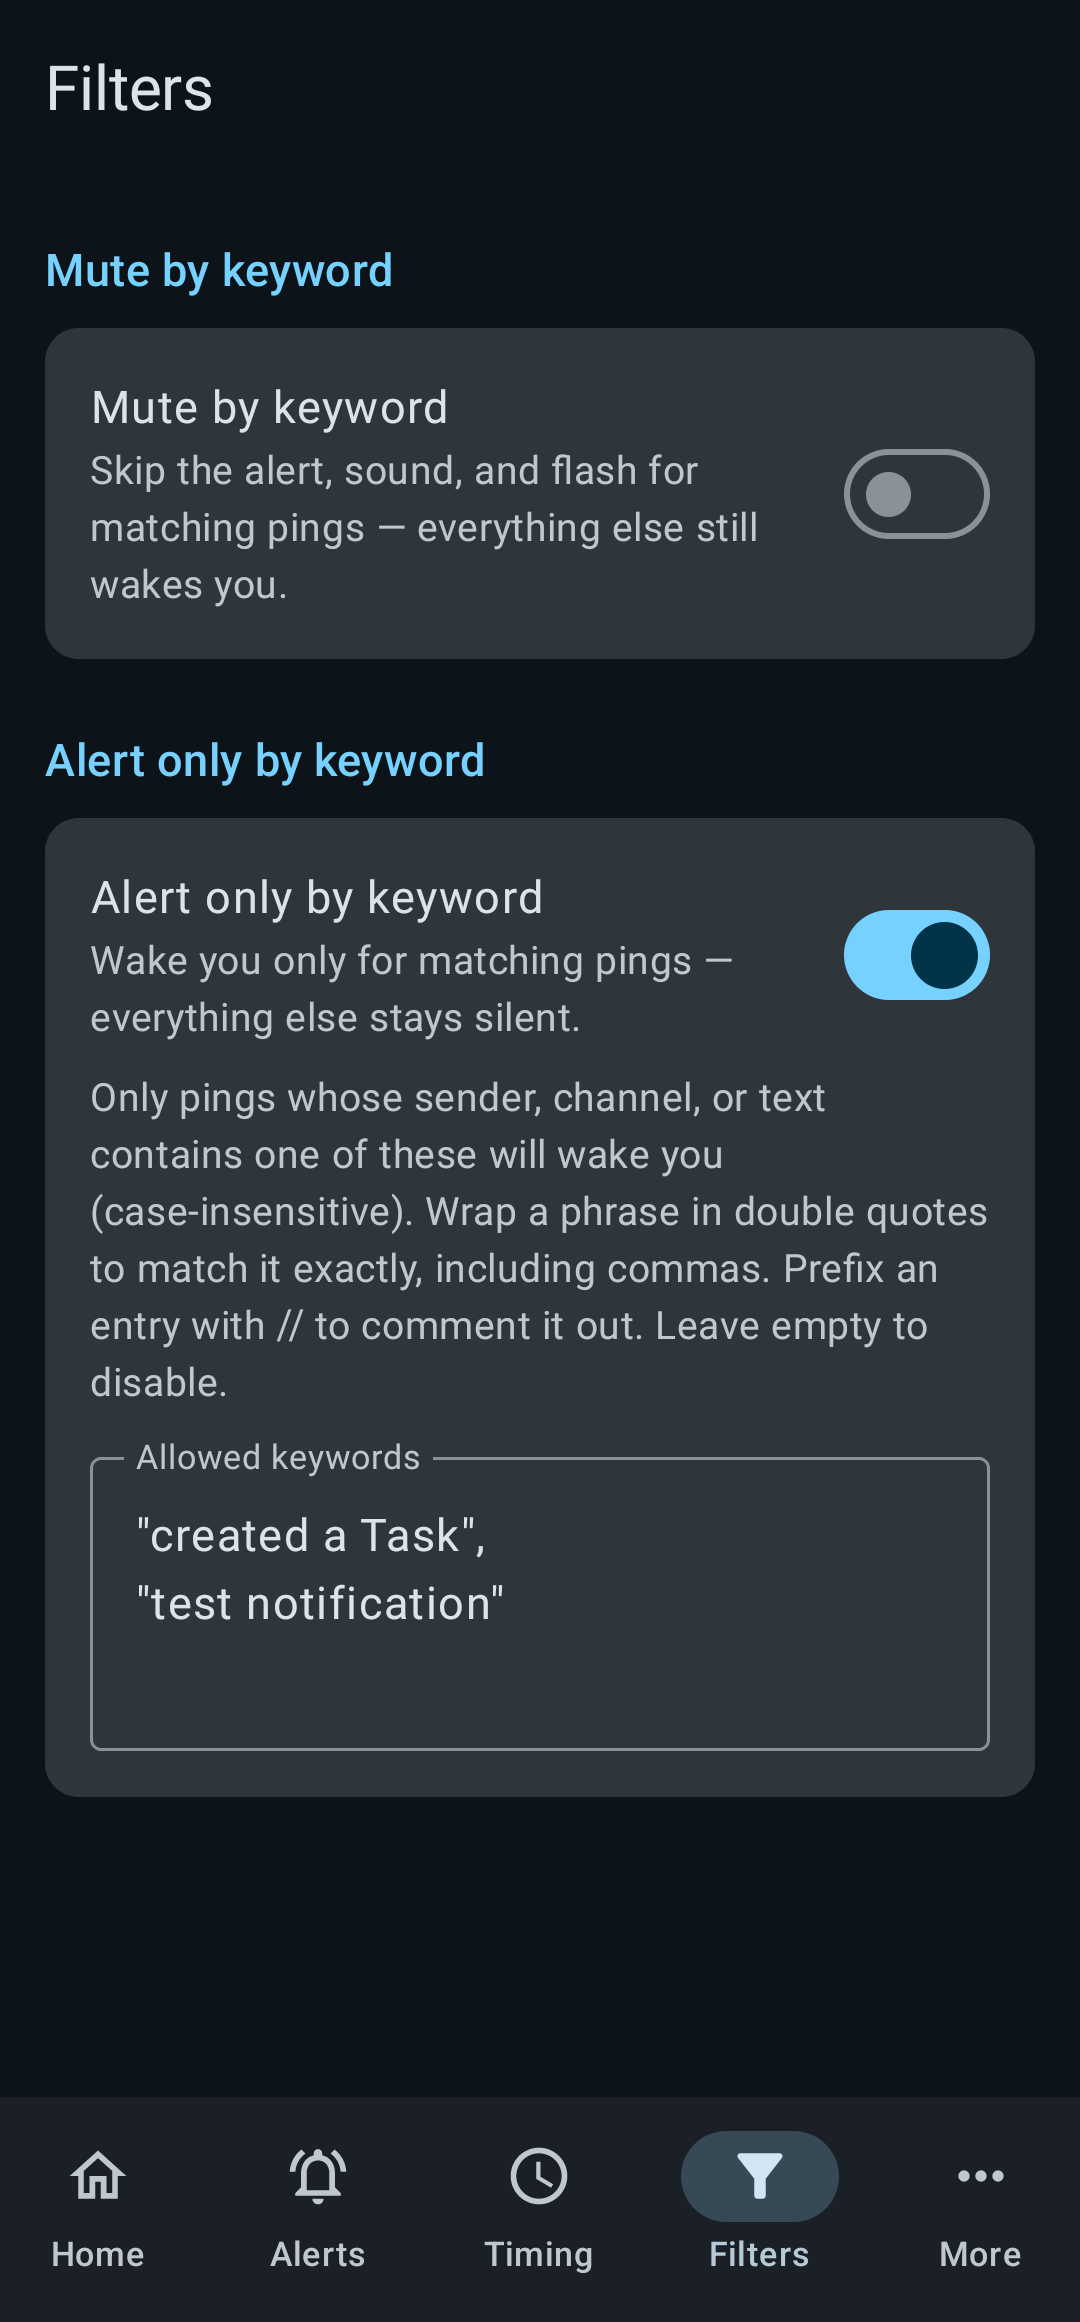 Filters
Mute by keyword
Mute by keyword
Skip the alert, sound, and flash for
matching pings — everything else still
wakes you.
Alert only by keyword
Alert only by keyword
Wake you only for matching pings —
everything else stays silent.
Only pings whose sender, channel, or text
contains one of these will wake you
(case-insensitive). Wrap a phrase in double quotes
to match it exactly, including commas. Prefix an
entry with // to comment it out. Leave empty to
disable.
Allowed keywords
"created a Task",
"test notification"
Home
Alerts
Timing
Filters
More